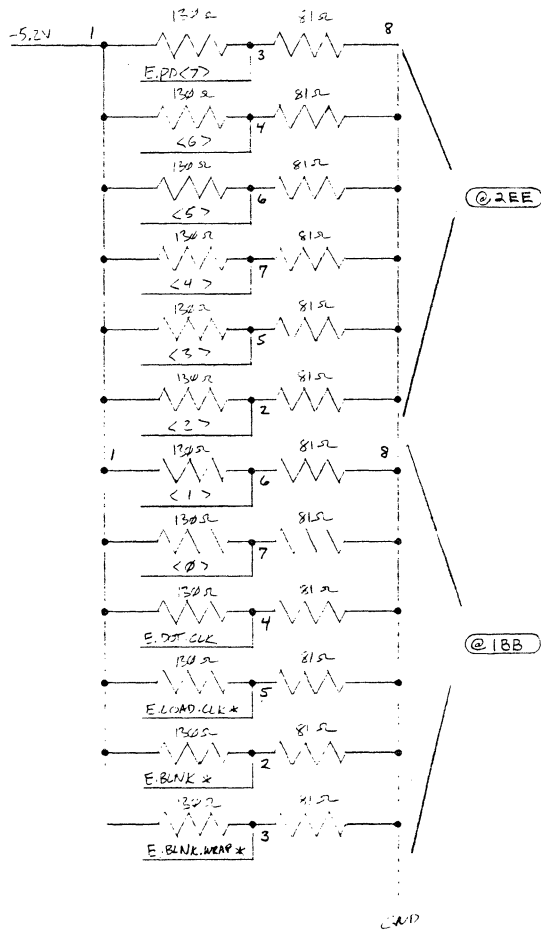 130Ω 81Ω
-5.2V 1 3 8
E.PD<7>
130Ω 81Ω
4
<6>
130Ω 81Ω
6
<5>
@2EE
130Ω 81Ω
7
<4>
130Ω 81Ω
5
<3>
130Ω 81Ω
2
<2>
130Ω 81Ω
1 6 8
<1>
130Ω 81Ω
7
<0>
130Ω 81Ω
4
E.DOT.CLK
@1BB
130Ω 81Ω
5
E.LOAD.CLK*
130Ω 81Ω
2
E.BLNK*
130Ω 81Ω
3
E.BLNK.WRAP*
GND